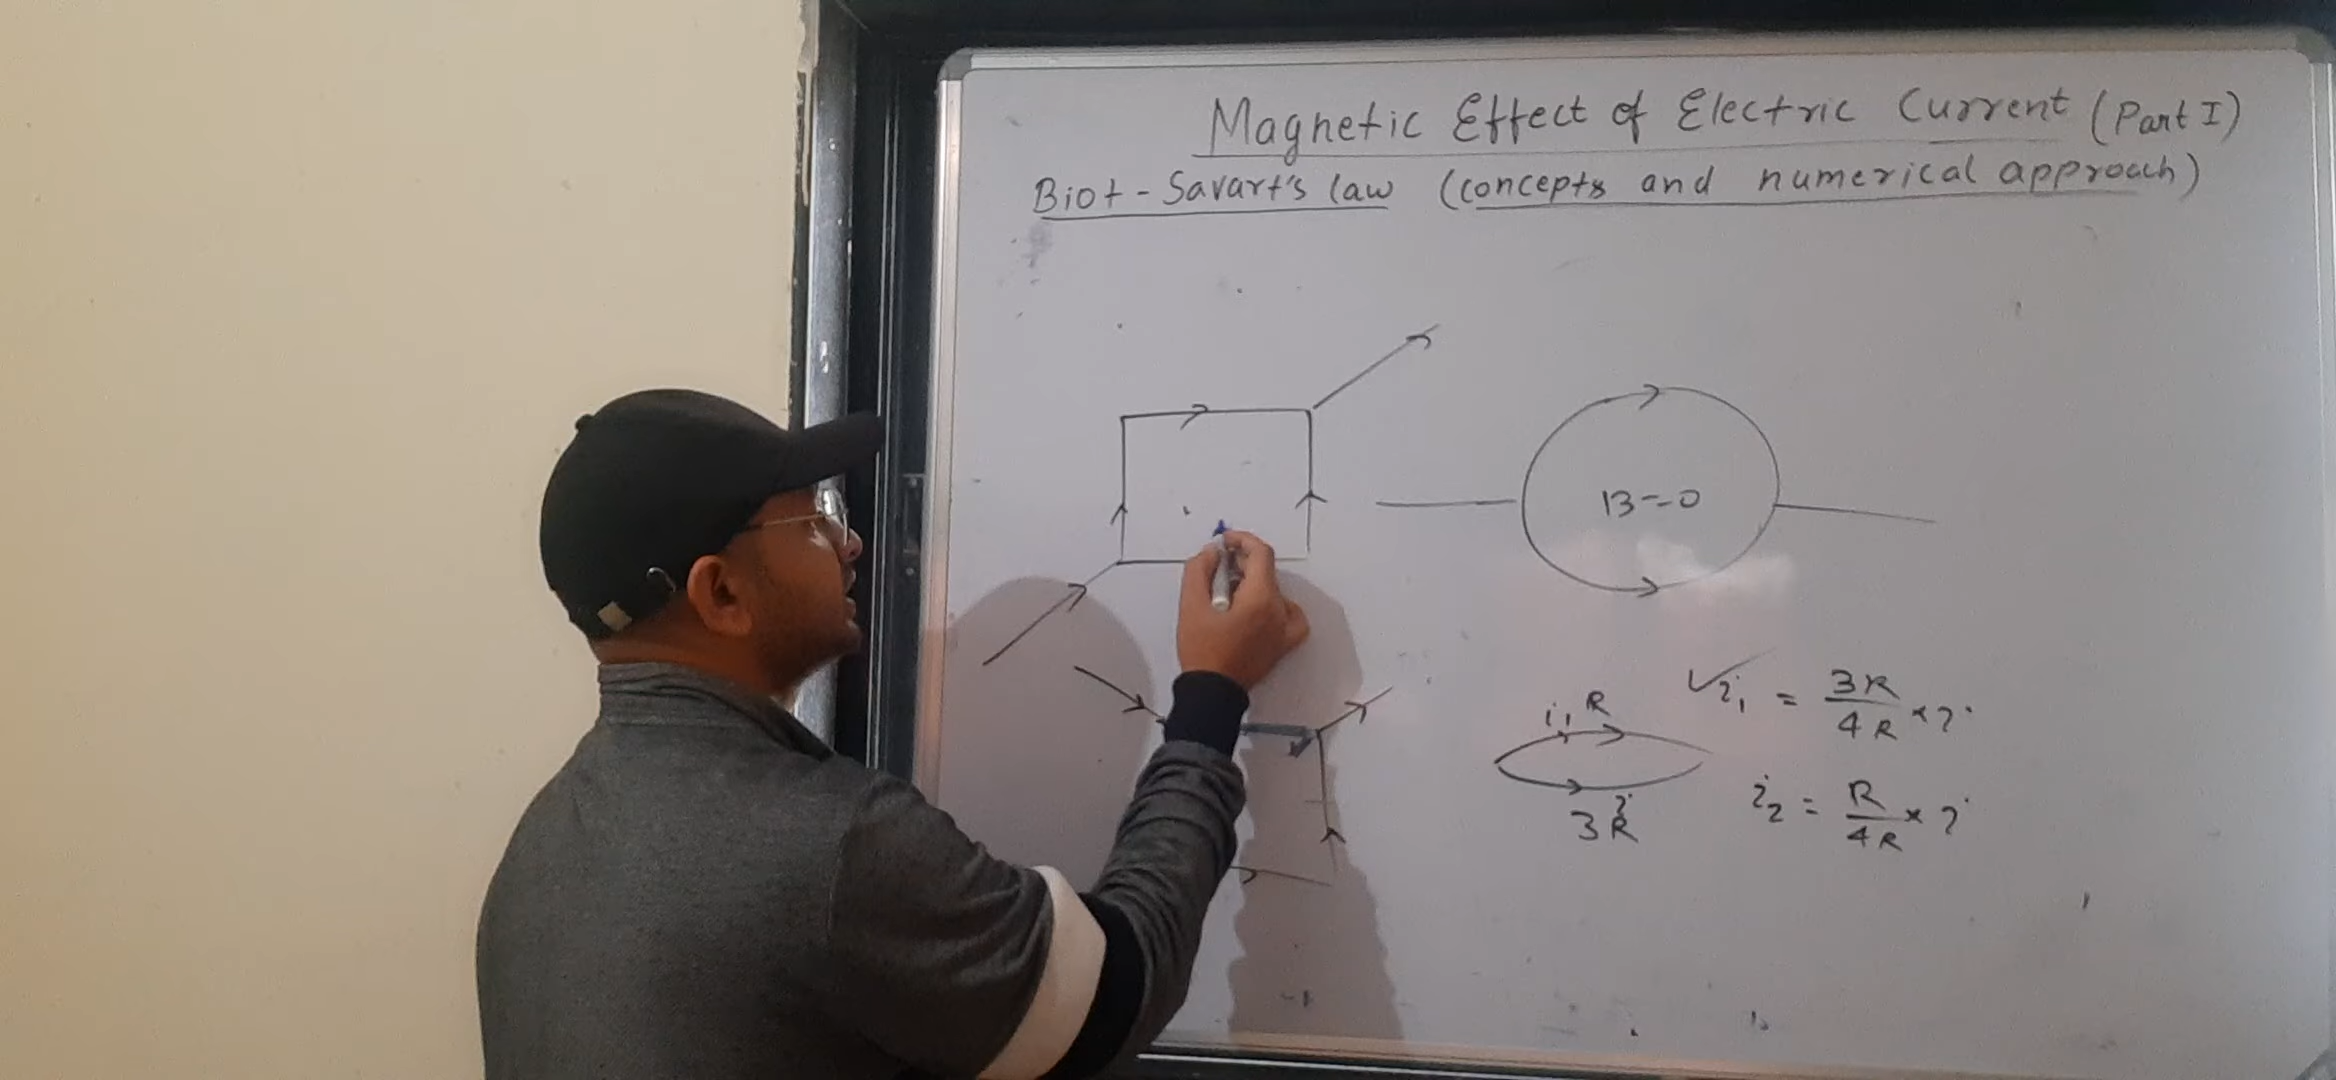 Magnetic Effect of Electric Current (Part I)
Biot-Savart's law (concepts and numerical approach)
B=0
i1 R
3R
i2
✓i1 = 3R/4R × i
i2 = R/4R × i